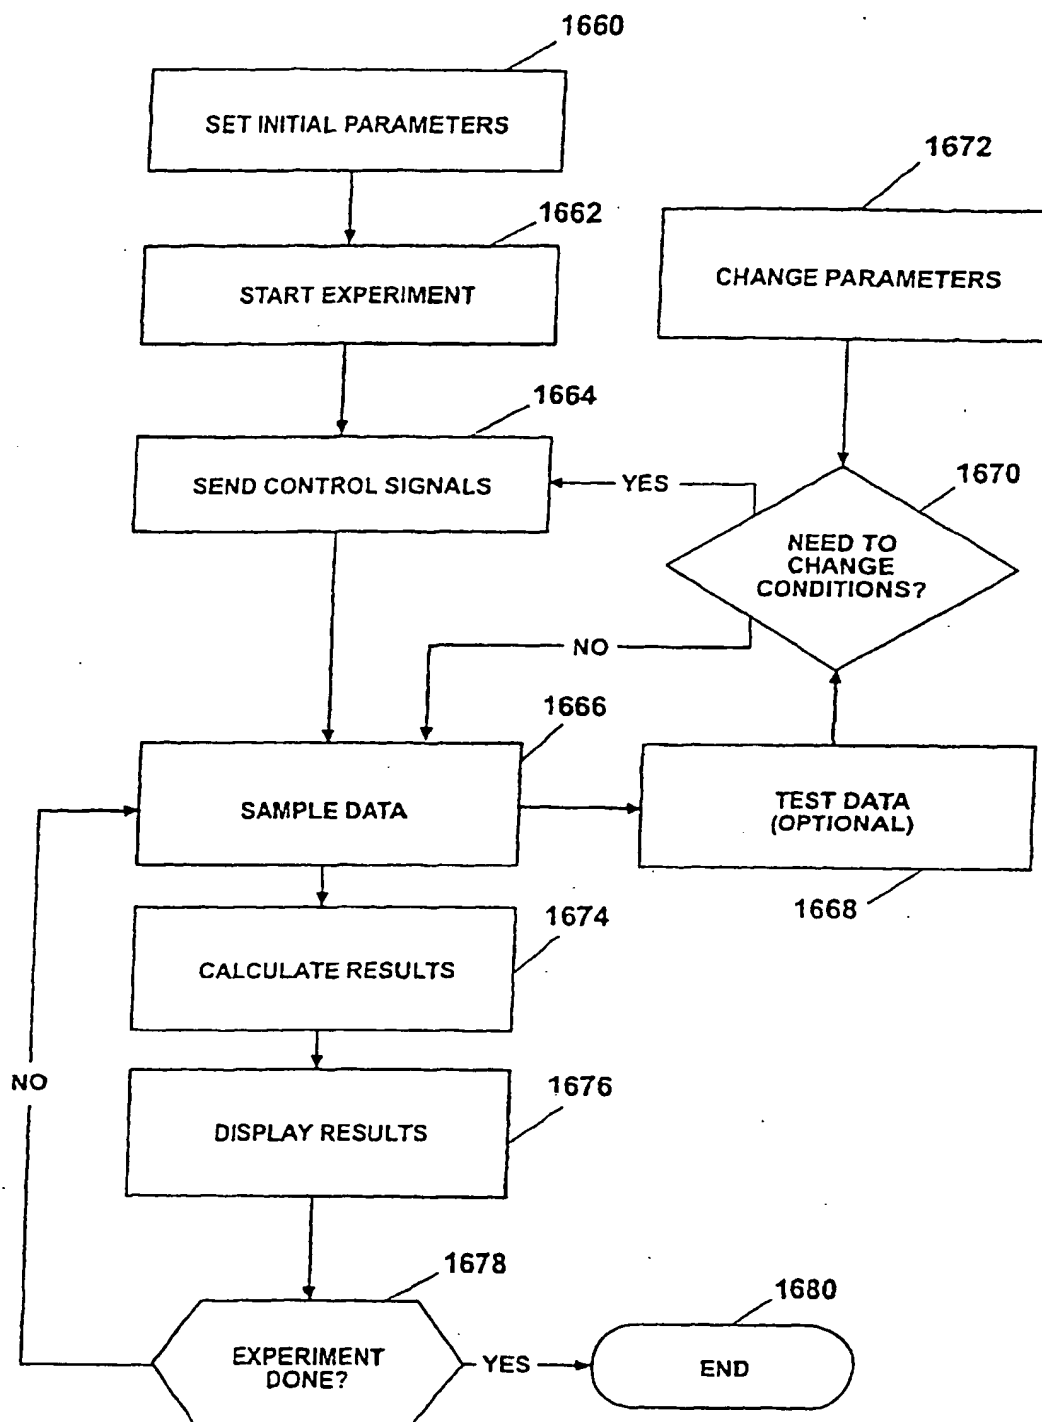 1660
SET INITIAL PARAMETERS
1672
1662
CHANGE PARAMETERS
START EXPERIMENT
1664
1670
SEND CONTROL SIGNALS
YES
NEED TO
CHANGE
CONDITIONS?
NO
1666
SAMPLE DATA
TEST DATA
(OPTIONAL)
1668
1674
CALCULATE RESULTS
NO
1676
DISPLAY RESULTS
1678
1680
EXPERIMENT
DONE?
YES
END